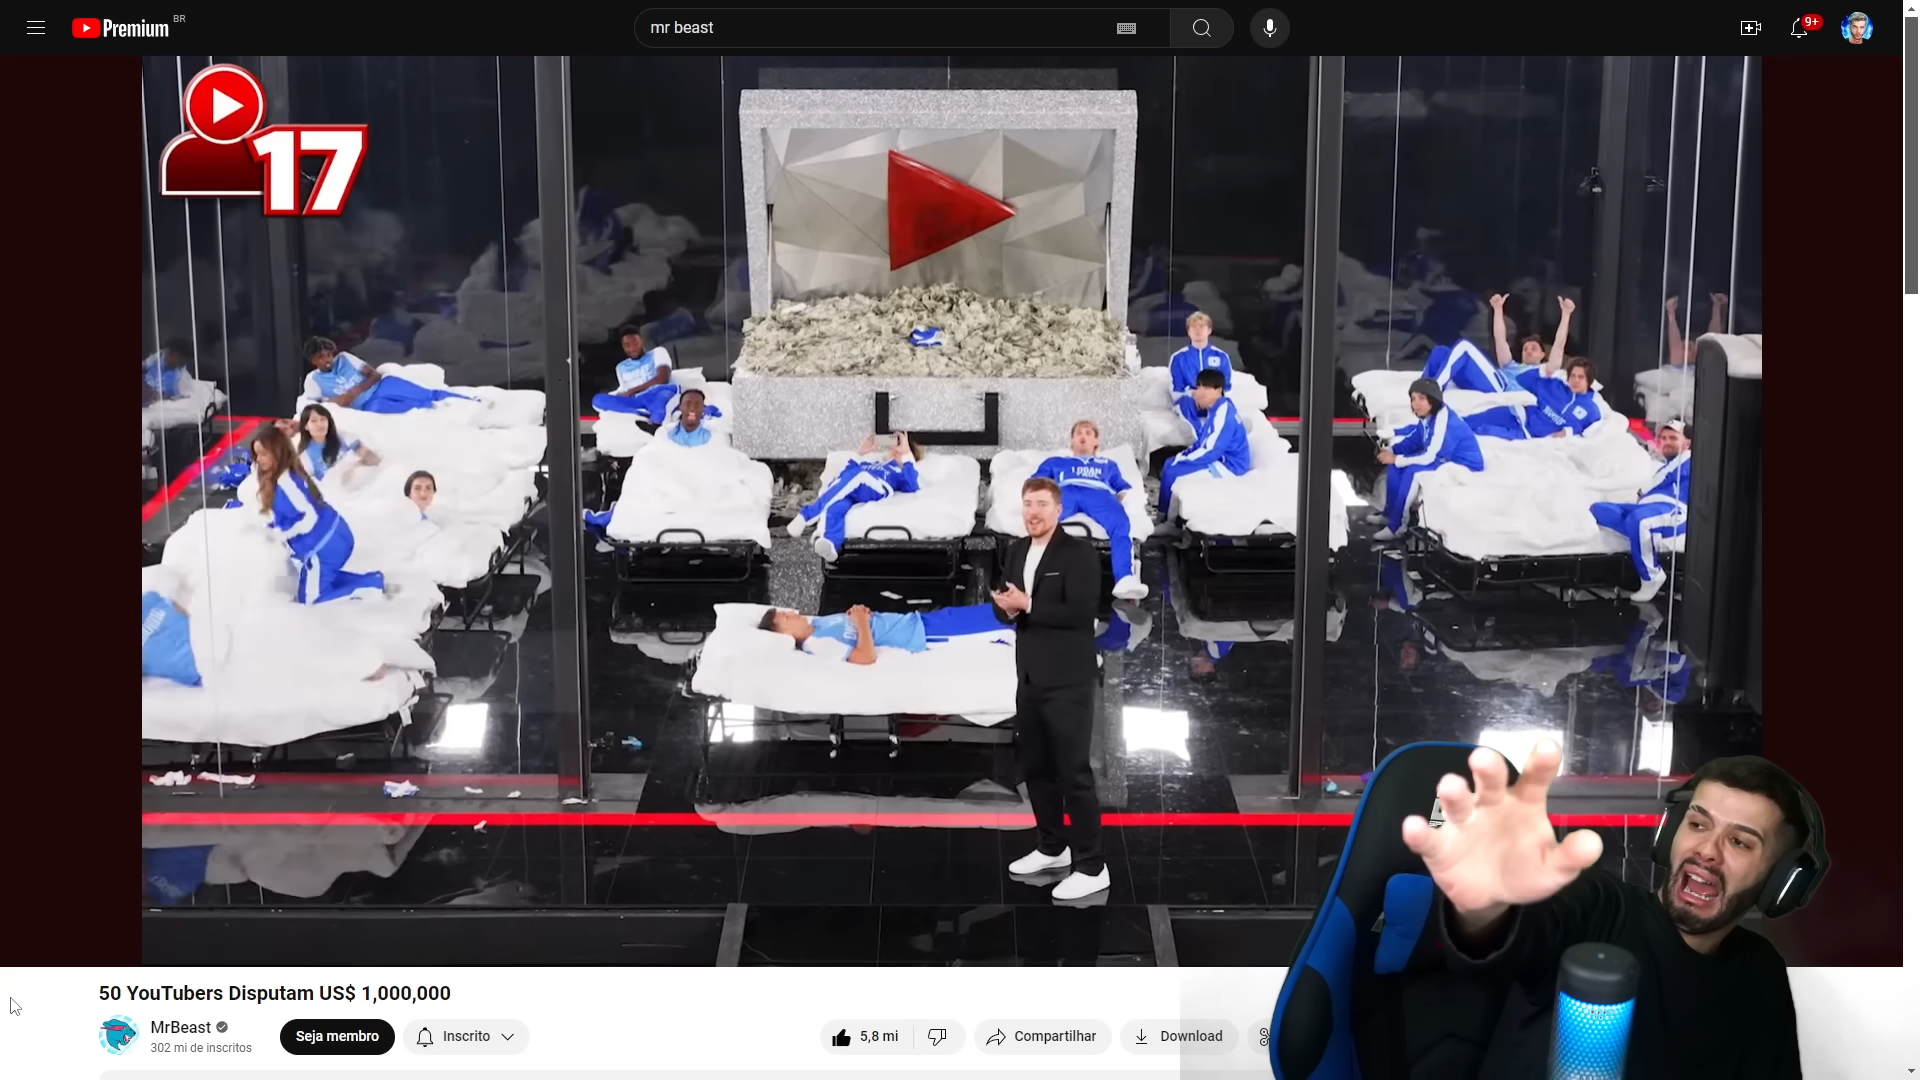 Premium BR
mr beast
9+
17
LOGAN
50 YouTubers Disputam US$ 1,000,000
MrBeast
302 mi de inscritos
Seja membro
Inscrito
5,8 mi
Compartilhar
Download